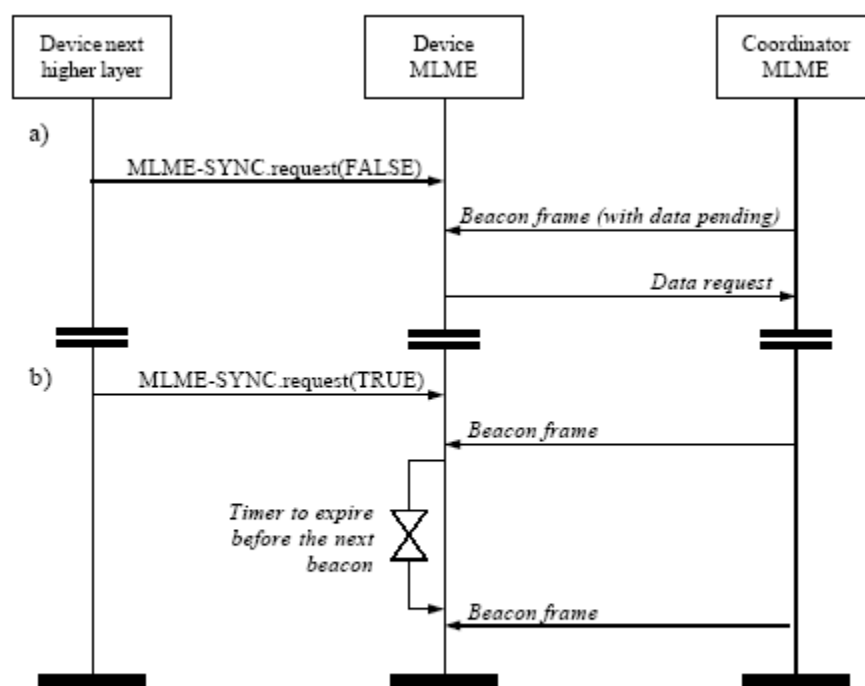 Device next
higher layer
Device
MLME
Coordinator
MLME
a)
MLME-SYNC.request(FALSE)
Beacon frame (with data pending)
Data request
b)
MLME-SYNC.request(TRUE)
Beacon frame
Timer to expire
before the next
beacon
Beacon frame